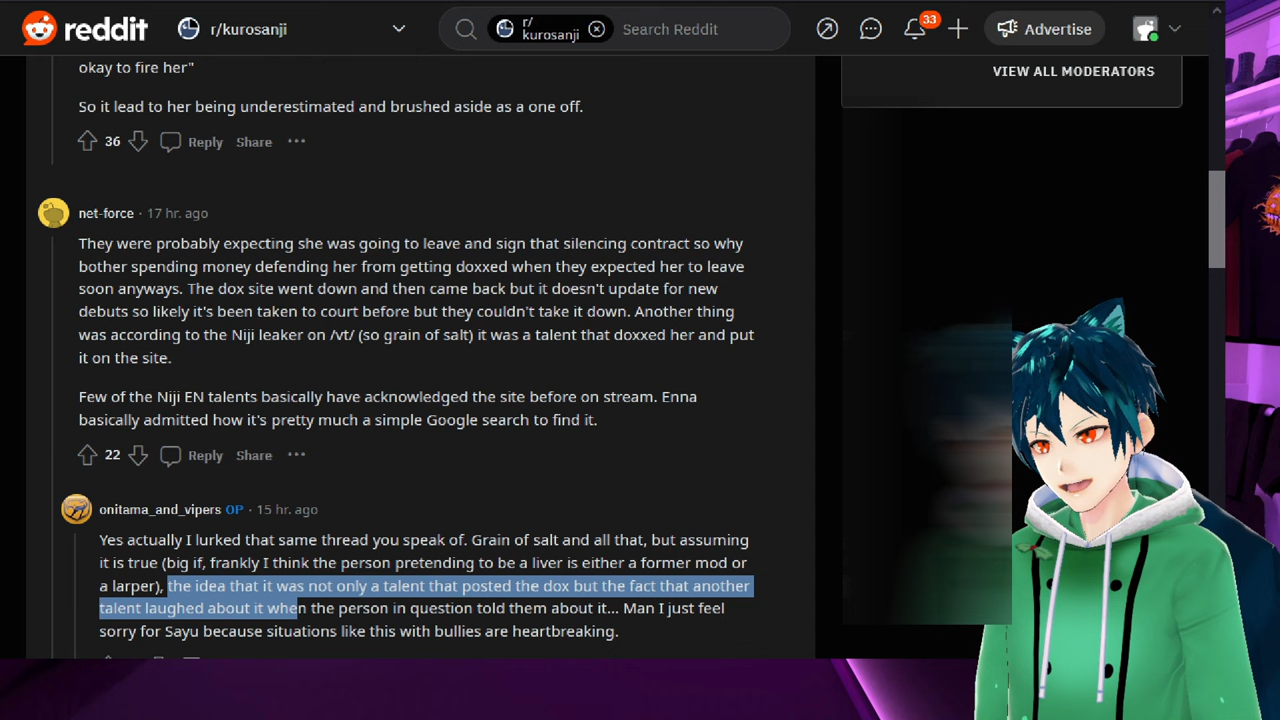 reddit
r/kurosanji
r/
kurosanji
Search Reddit
33
Advertise
okay to fire her"
VIEW ALL MODERATORS
So it lead to her being underestimated and brushed aside as a one off.
36
Reply
Share
net-force · 17 hr. ago
They were probably expecting she was going to leave and sign that silencing contract so why
bother spending money defending her from getting doxxed when they expected her to leave
soon anyways. The dox site went down and then came back but it doesn't update for new
debuts so likely it's been taken to court before but they couldn't take it down. Another thing
was according to the Niji leaker on /vt/ (so grain of salt) it was a talent that doxxed her and put
it on the site.
Few of the Niji EN talents basically have acknowledged the site before on stream. Enna
basically admitted how it's pretty much a simple Google search to find it.
22
Reply
Share
onitama_and_vipers OP · 15 hr. ago
Yes actually I lurked that same thread you speak of. Grain of salt and all that, but assuming
it is true (big if, frankly I think the person pretending to be a liver is either a former mod or
a larper), the idea that it was not only a talent that posted the dox but the fact that another
talent laughed about it when the person in question told them about it... Man I just feel
sorry for Sayu because situations like this with bullies are heartbreaking.